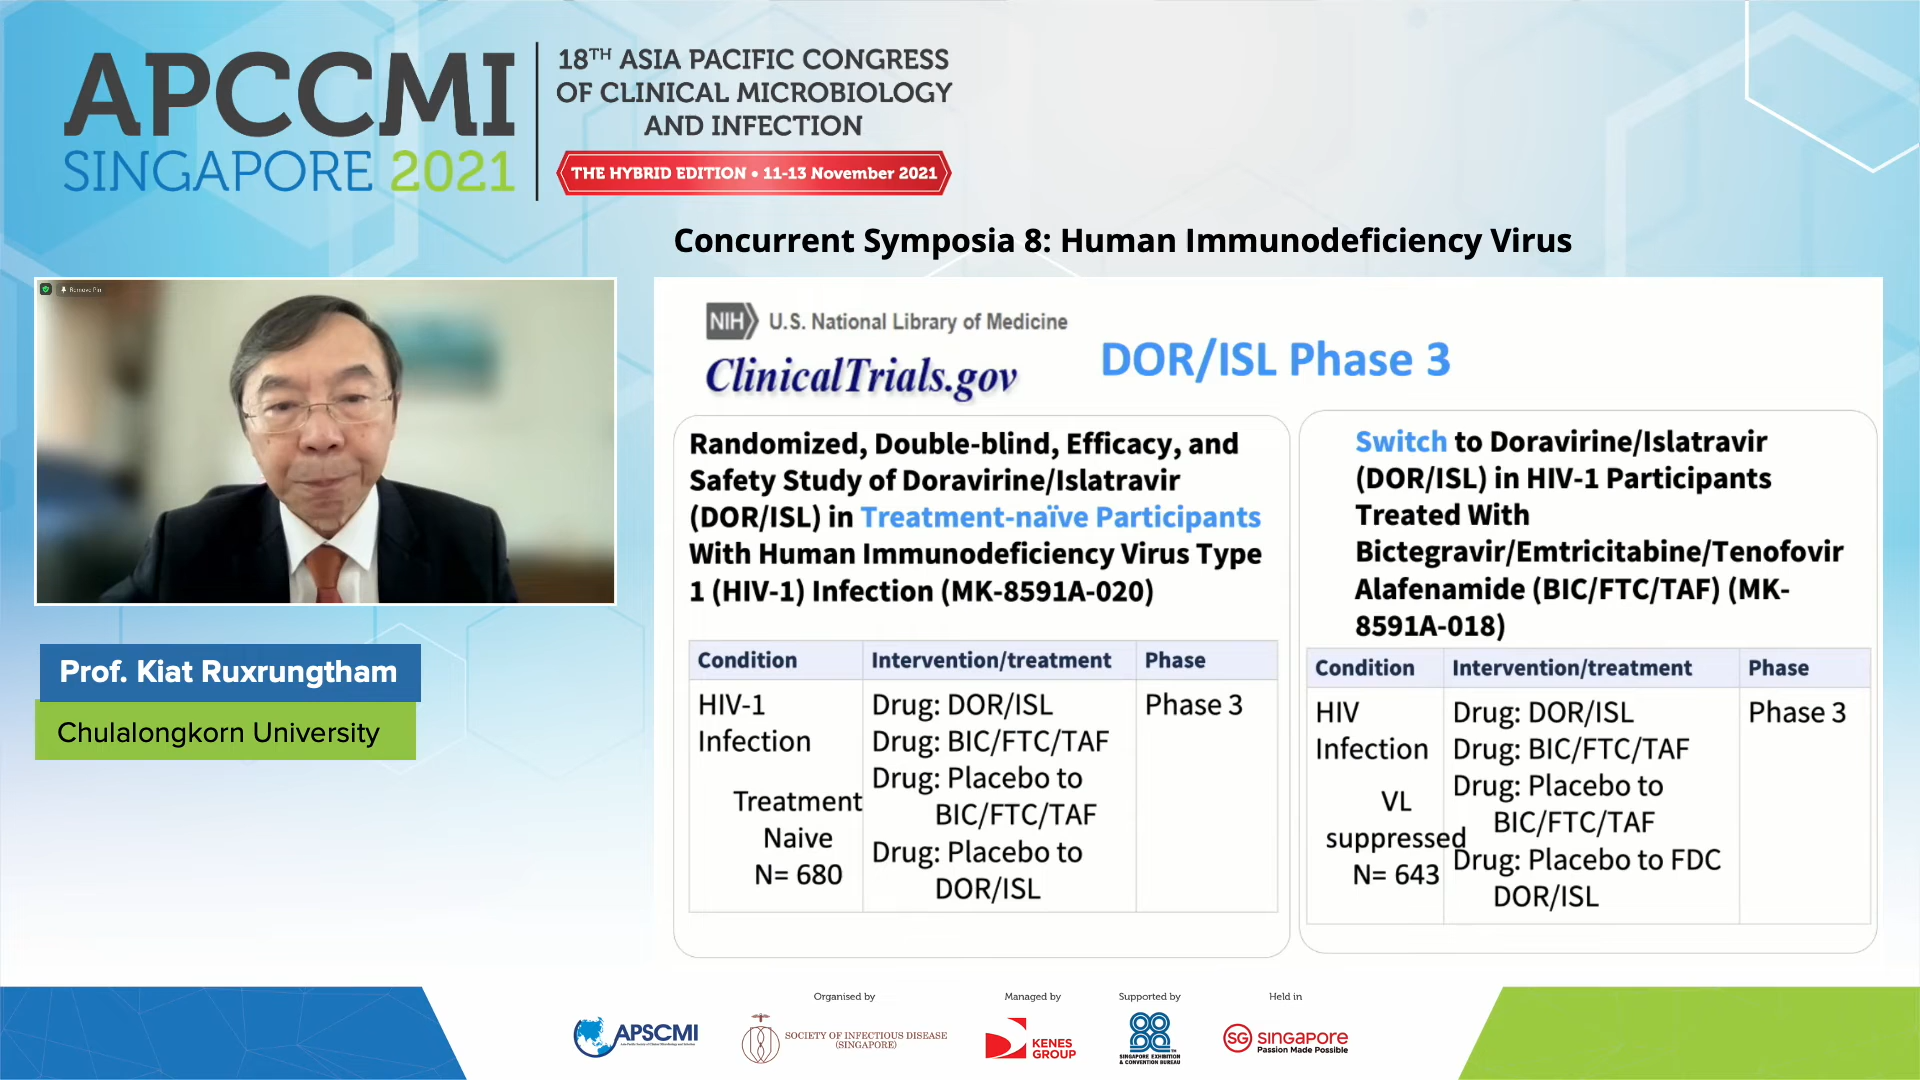 APCCMI
SINGAPORE 2021
18TH ASIA PACIFIC CONGRESS
OF CLINICAL MICROBIOLOGY
AND INFECTION
THE HYBRID EDITION • 11-13 November 2021
Concurrent Symposia 8: Human Immunodeficiency Virus
Remove Pin
Prof. Kiat Ruxrungtham
Chulalongkorn University
NIH U.S. National Library of Medicine
ClinicalTrials.gov
DOR/ISL Phase 3
Randomized, Double-blind, Efficacy, and
Safety Study of Doravirine/Islatravir
(DOR/ISL) in Treatment-naïve Participants
With Human Immunodeficiency Virus Type
1 (HIV-1) Infection (MK-8591A-020)
Condition Intervention/treatment Phase
HIV-1 Drug: DOR/ISL Phase 3
Infection Drug: BIC/FTC/TAF
Drug: Placebo to
Treatment BIC/FTC/TAF
Naive Drug: Placebo to
N= 680 DOR/ISL
Switch to Doravirine/Islatravir
(DOR/ISL) in HIV-1 Participants
Treated With
Bictegravir/Emtricitabine/Tenofovir
Alafenamide (BIC/FTC/TAF) (MK-
8591A-018)
Condition Intervention/treatment Phase
HIV Drug: DOR/ISL Phase 3
Infection Drug: BIC/FTC/TAF
VL Drug: Placebo to
suppressed BIC/FTC/TAF
N= 643 Drug: Placebo to FDC
DOR/ISL
Organised by
Managed by
Supported by
Held in
APSCMI
SOCIETY OF INFECTIOUS DISEASE
(SINGAPORE)
KENES
GROUP
SINGAPORE EXHIBITION
& CONVENTION BUREAU
SG SINGAPORE
Passion Made Possible